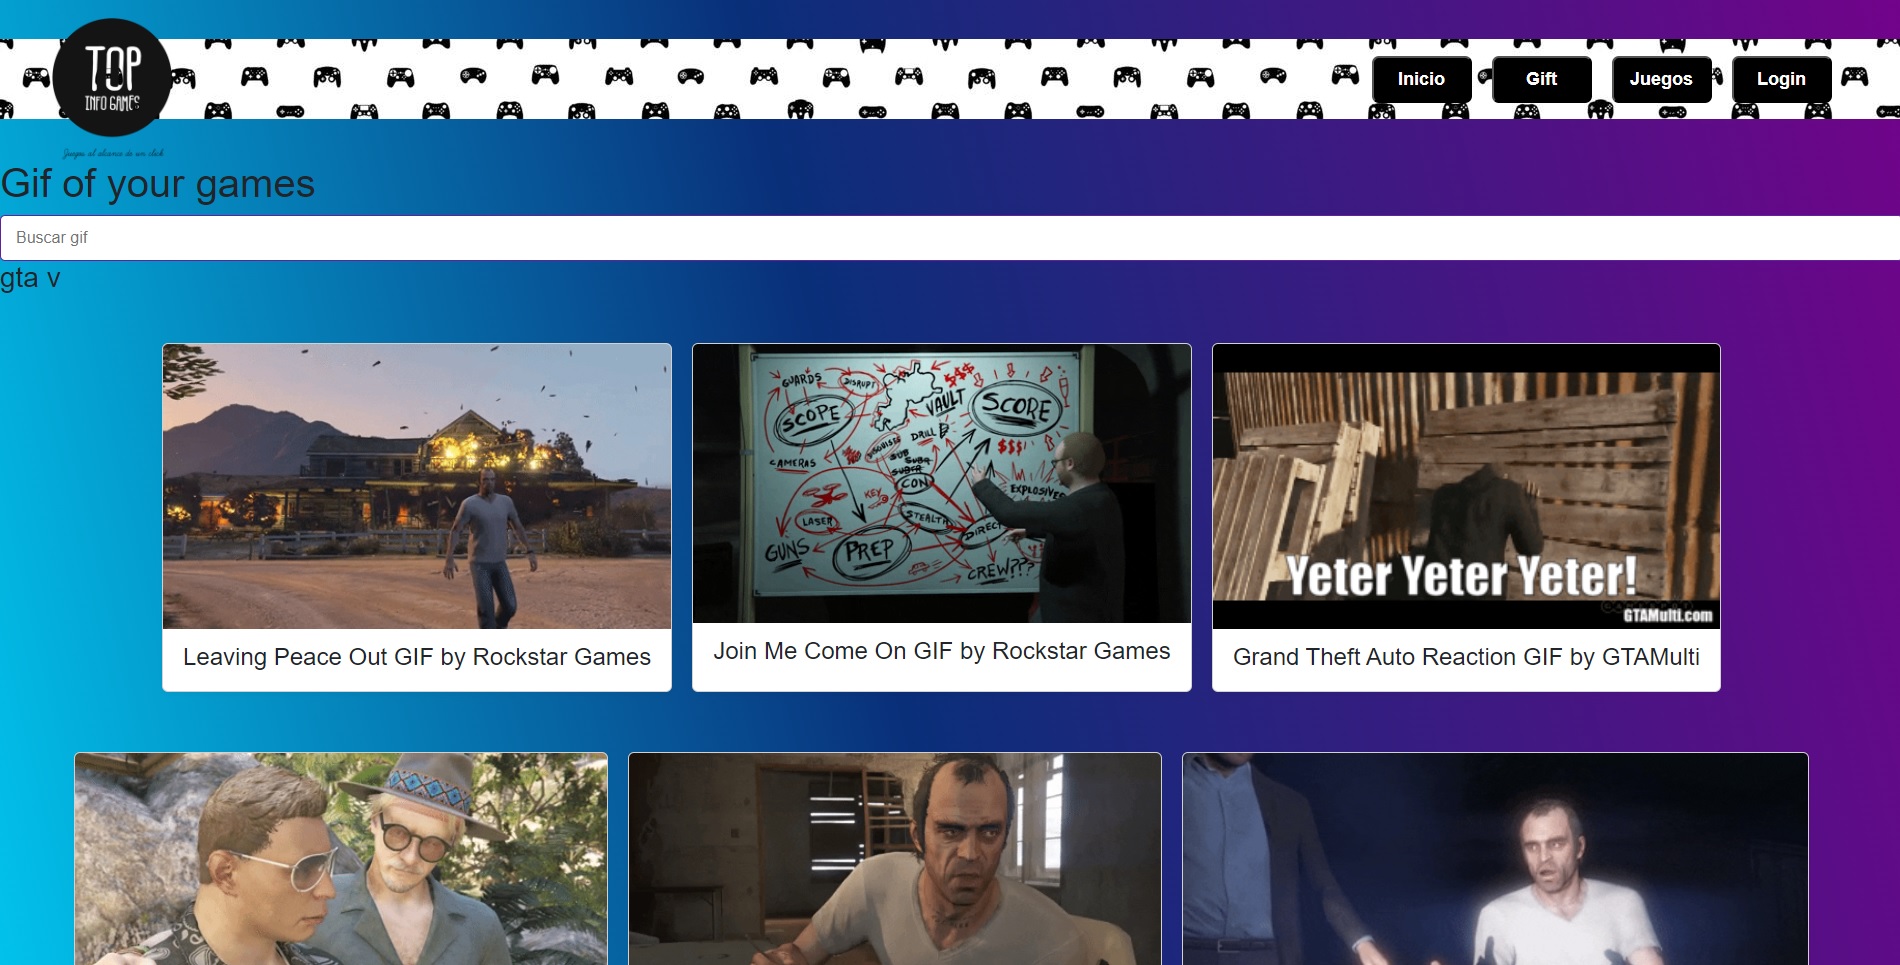 TOP
INFO GAMES
Juegos al alcance de un click
Inicio
Gift
Juegos
Login
Gif of your games
Buscar gif
gta v
GUARDS
DISRUPT
$$$
SCOPE
VAULT
SCORE
DRILL
$$$
CAMERAS
SUB
CON
EXPLOSIVES
KEY
LASER
STEALTH
DIRECT
GUNS
PREP
CREW???
Yeter Yeter Yeter!
GTAMulti.com
Leaving Peace Out GIF by Rockstar Games
Join Me Come On GIF by Rockstar Games
Grand Theft Auto Reaction GIF by GTAMulti